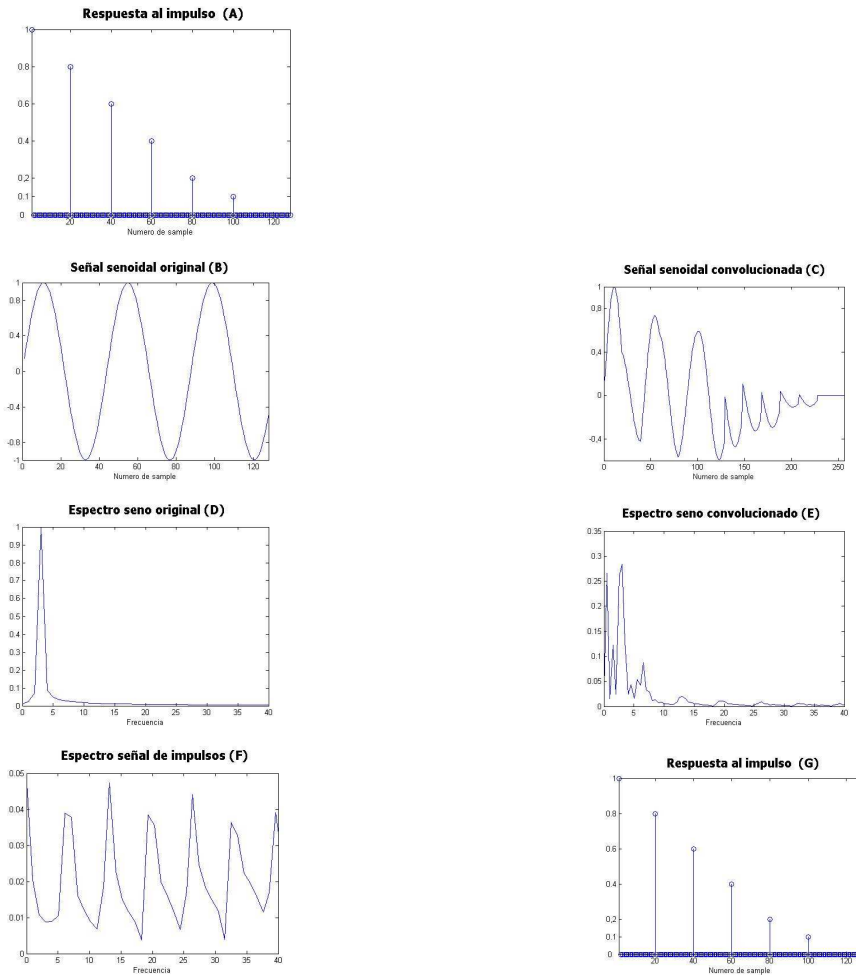 Respuesta al impulso (A)
1
0.8
0.6
0.4
0,2
0.1
0
20 40 60 80 100 120
Numero de sample
Señal senoidal original (B)
1
0.4
0
-0.4
-0.8
-1
0 20 40 60 80 100 120
Numero de sample
Señal senoidal convolucionada (C)
1
0,8
0,4
0
-0,4
0 50 100 150 200 250
Numero de sample
Espectro seno original (D)
1
0.9
0.8
0.7
0.6
0.5
0.4
0.3
0.2
0.1
0
0 5 10 15 20 25 30 35 40
Frecuencia
Espectro seno convolucionado (E)
0.35
0.3
0.25
0.2
0.15
0.1
0.05
0
0 5 10 15 20 25 30 35 40
Frecuencia
Espectro señal de impulsos (F)
0.05
0.04
0.03
0.02
0.01
0
0 5 10 15 20 25 30 35 40
Frecuencia
Respuesta al impulso (G)
1
0.8
0.6
0.4
0,2
0.1
0
20 40 60 80 100 120
Numero de sample